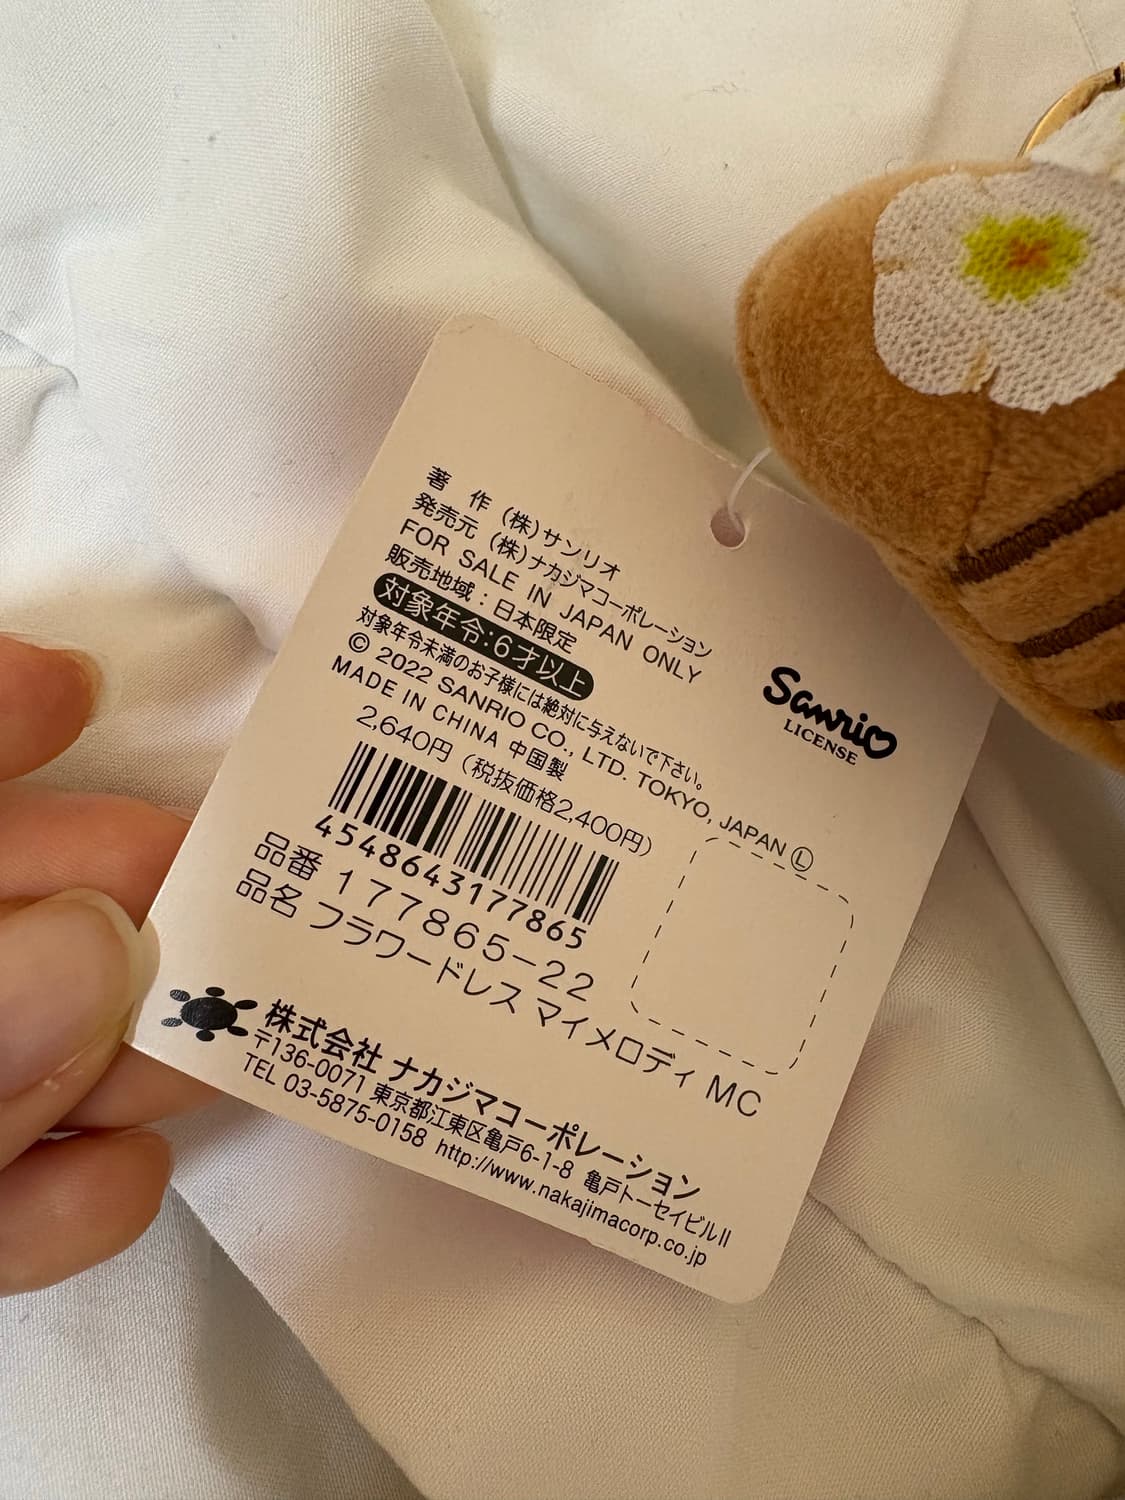 著 作 (株)サンリオ
発売元 (株)ナカジマコーポレーション
FOR SALE IN JAPAN ONLY
販売地域:日本限定
対象年令:6才以上
対象年令未満のお子様には絶対に与えないで下さい。
© 2022 SANRIO CO., LTD. TOKYO, JAPAN Ⓛ
MADE IN CHINA 中国製
2,640円 (税抜価格2,400円)
Sanrio
LICENSE
4548643177865
品番 177865-22
品名 フラワードレス マイメロディ MC
株式会社 ナカジマコーポレーション
〒136-0071 東京都江東区亀戸6-1-8 亀戸トーセイビルII
TEL 03-5875-0158 http://www.nakajimacorp.co.jp